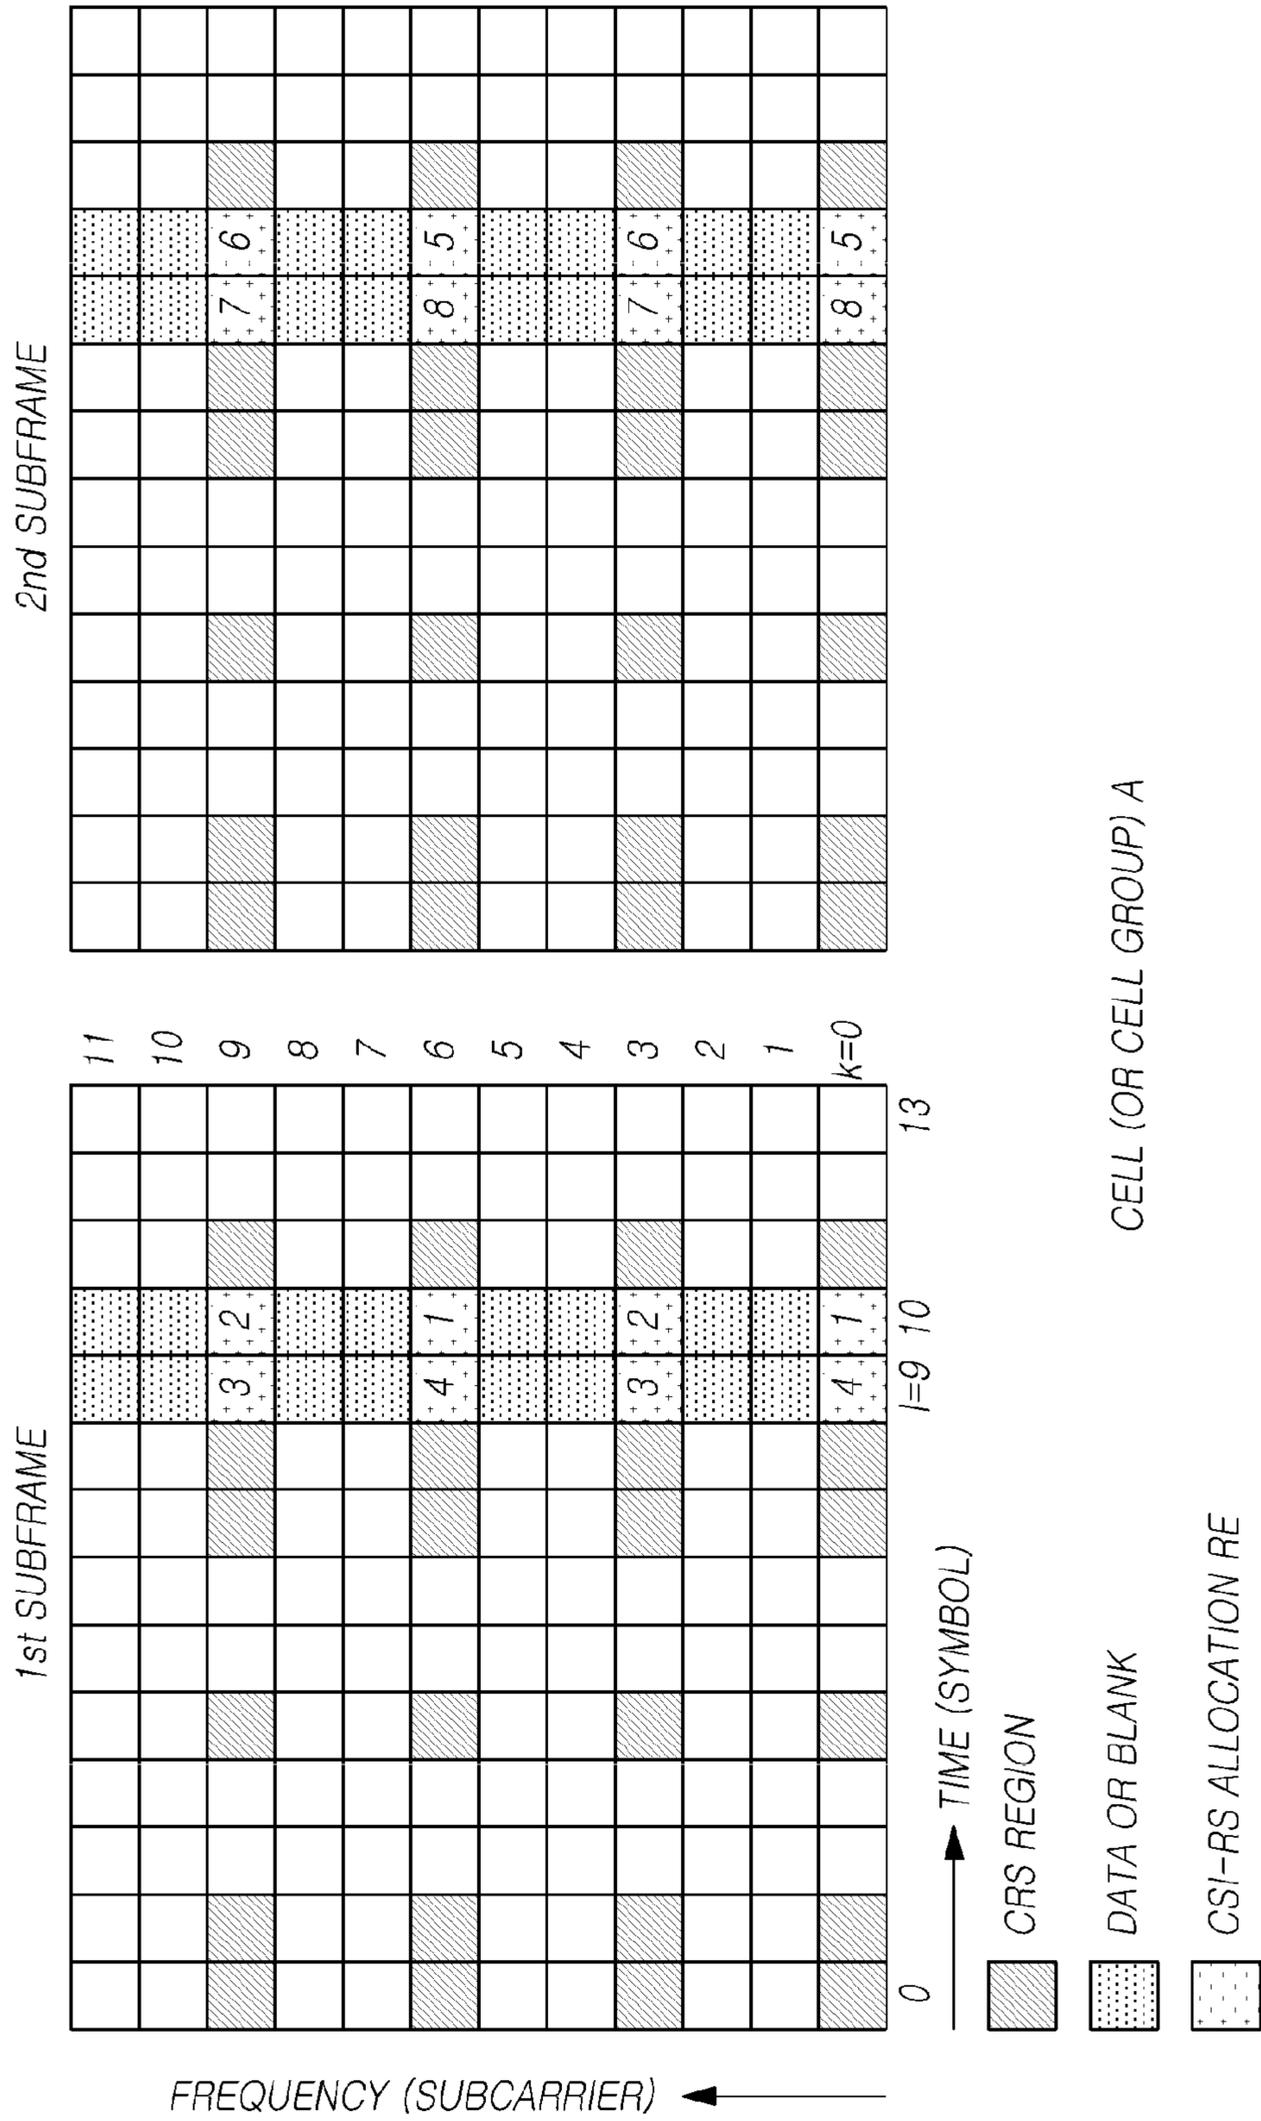 1st SUBFRAME
2nd SUBFRAME
FREQUENCY (SUBCARRIER)
11
10
3 2 9 7 6
8
7
4 1 6 8 5
5
4
3 2 3 7 6
2
1
4 1 k=0 8 5
0 l=9 10 13
TIME (SYMBOL)
CRS REGION
DATA OR BLANK
CELL (OR CELL GROUP) A
CSI-RS ALLOCATION RE